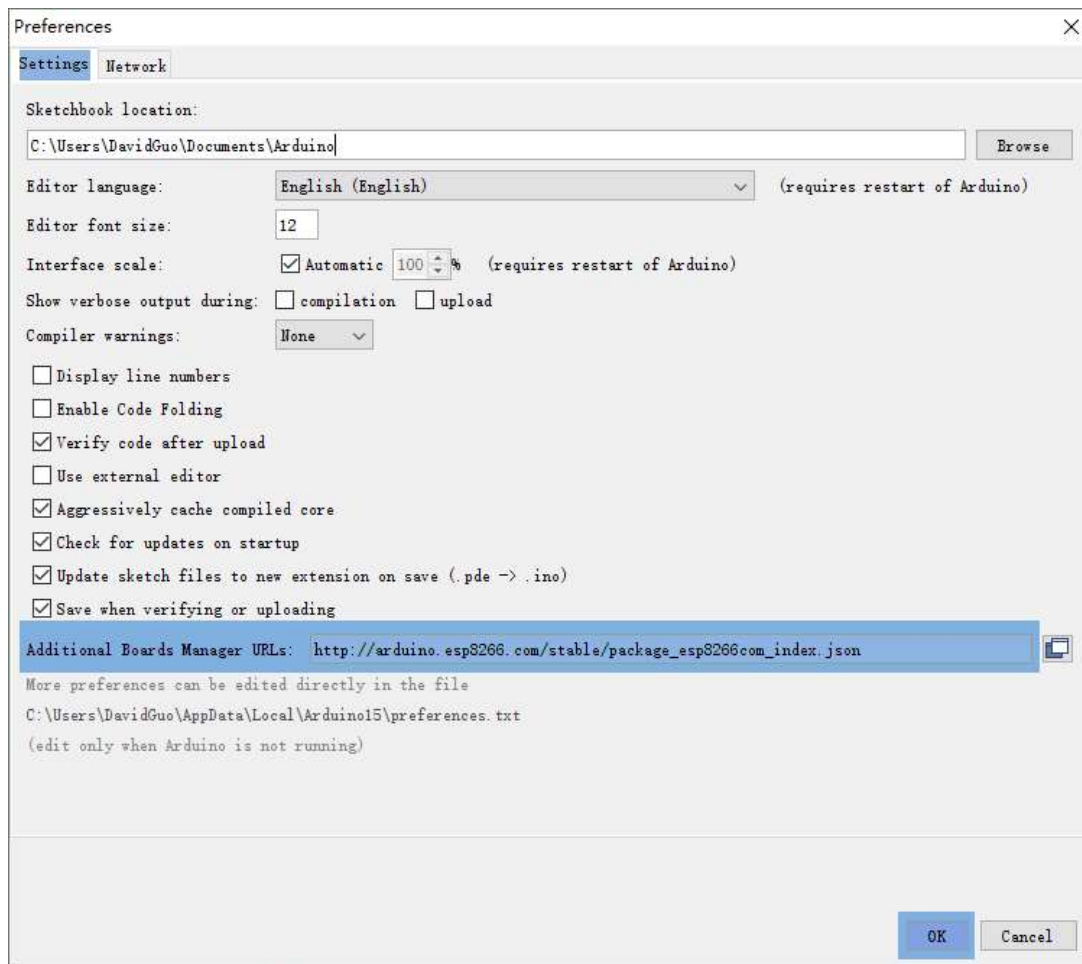 Preferences
Settings Network
Sketchbook location:
C:\Users\DavidGuo\Documents\Arduino Browse
Editor language: English (English) (requires restart of Arduino)
Editor font size: 12
Interface scale: Automatic 100 % (requires restart of Arduino)
Show verbose output during: compilation upload
Compiler warnings: None
Display line numbers
Enable Code Folding
Verify code after upload
Use external editor
Aggressively cache compiled core
Check for updates on startup
Update sketch files to new extension on save (.pde -> .ino)
Save when verifying or uploading
Additional Boards Manager URLs: http://arduino.esp8266.com/stable/package_esp8266com_index.json
More preferences can be edited directly in the file
C:\Users\DavidGuo\AppData\Local\Arduino15\preferences.txt
(edit only when Arduino is not running)
OK Cancel